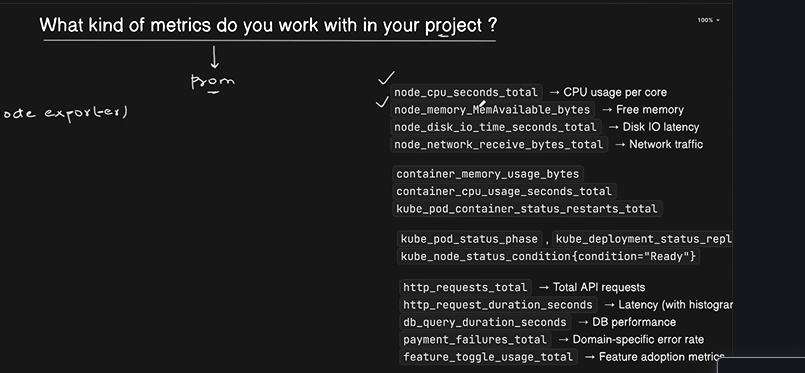 What kind of metrics do you work with in your project ?
100%
prom
ode exporter)
node_cpu_seconds_total → CPU usage per core
node_memory_MemAvailable_bytes → Free memory
node_disk_io_time_seconds_total → Disk IO latency
node_network_receive_bytes_total → Network traffic
container_memory_usage_bytes
container_cpu_usage_seconds_total
kube_pod_container_status_restarts_total
kube_pod_status_phase , kube_deployment_status_repl
kube_node_status_condition{condition="Ready"}
http_requests_total → Total API requests
http_request_duration_seconds → Latency (with histogran
db_query_duration_seconds → DB performance
payment_failures_total → Domain-specific error rate
feature_toggle_usage_total → Feature adoption metrics